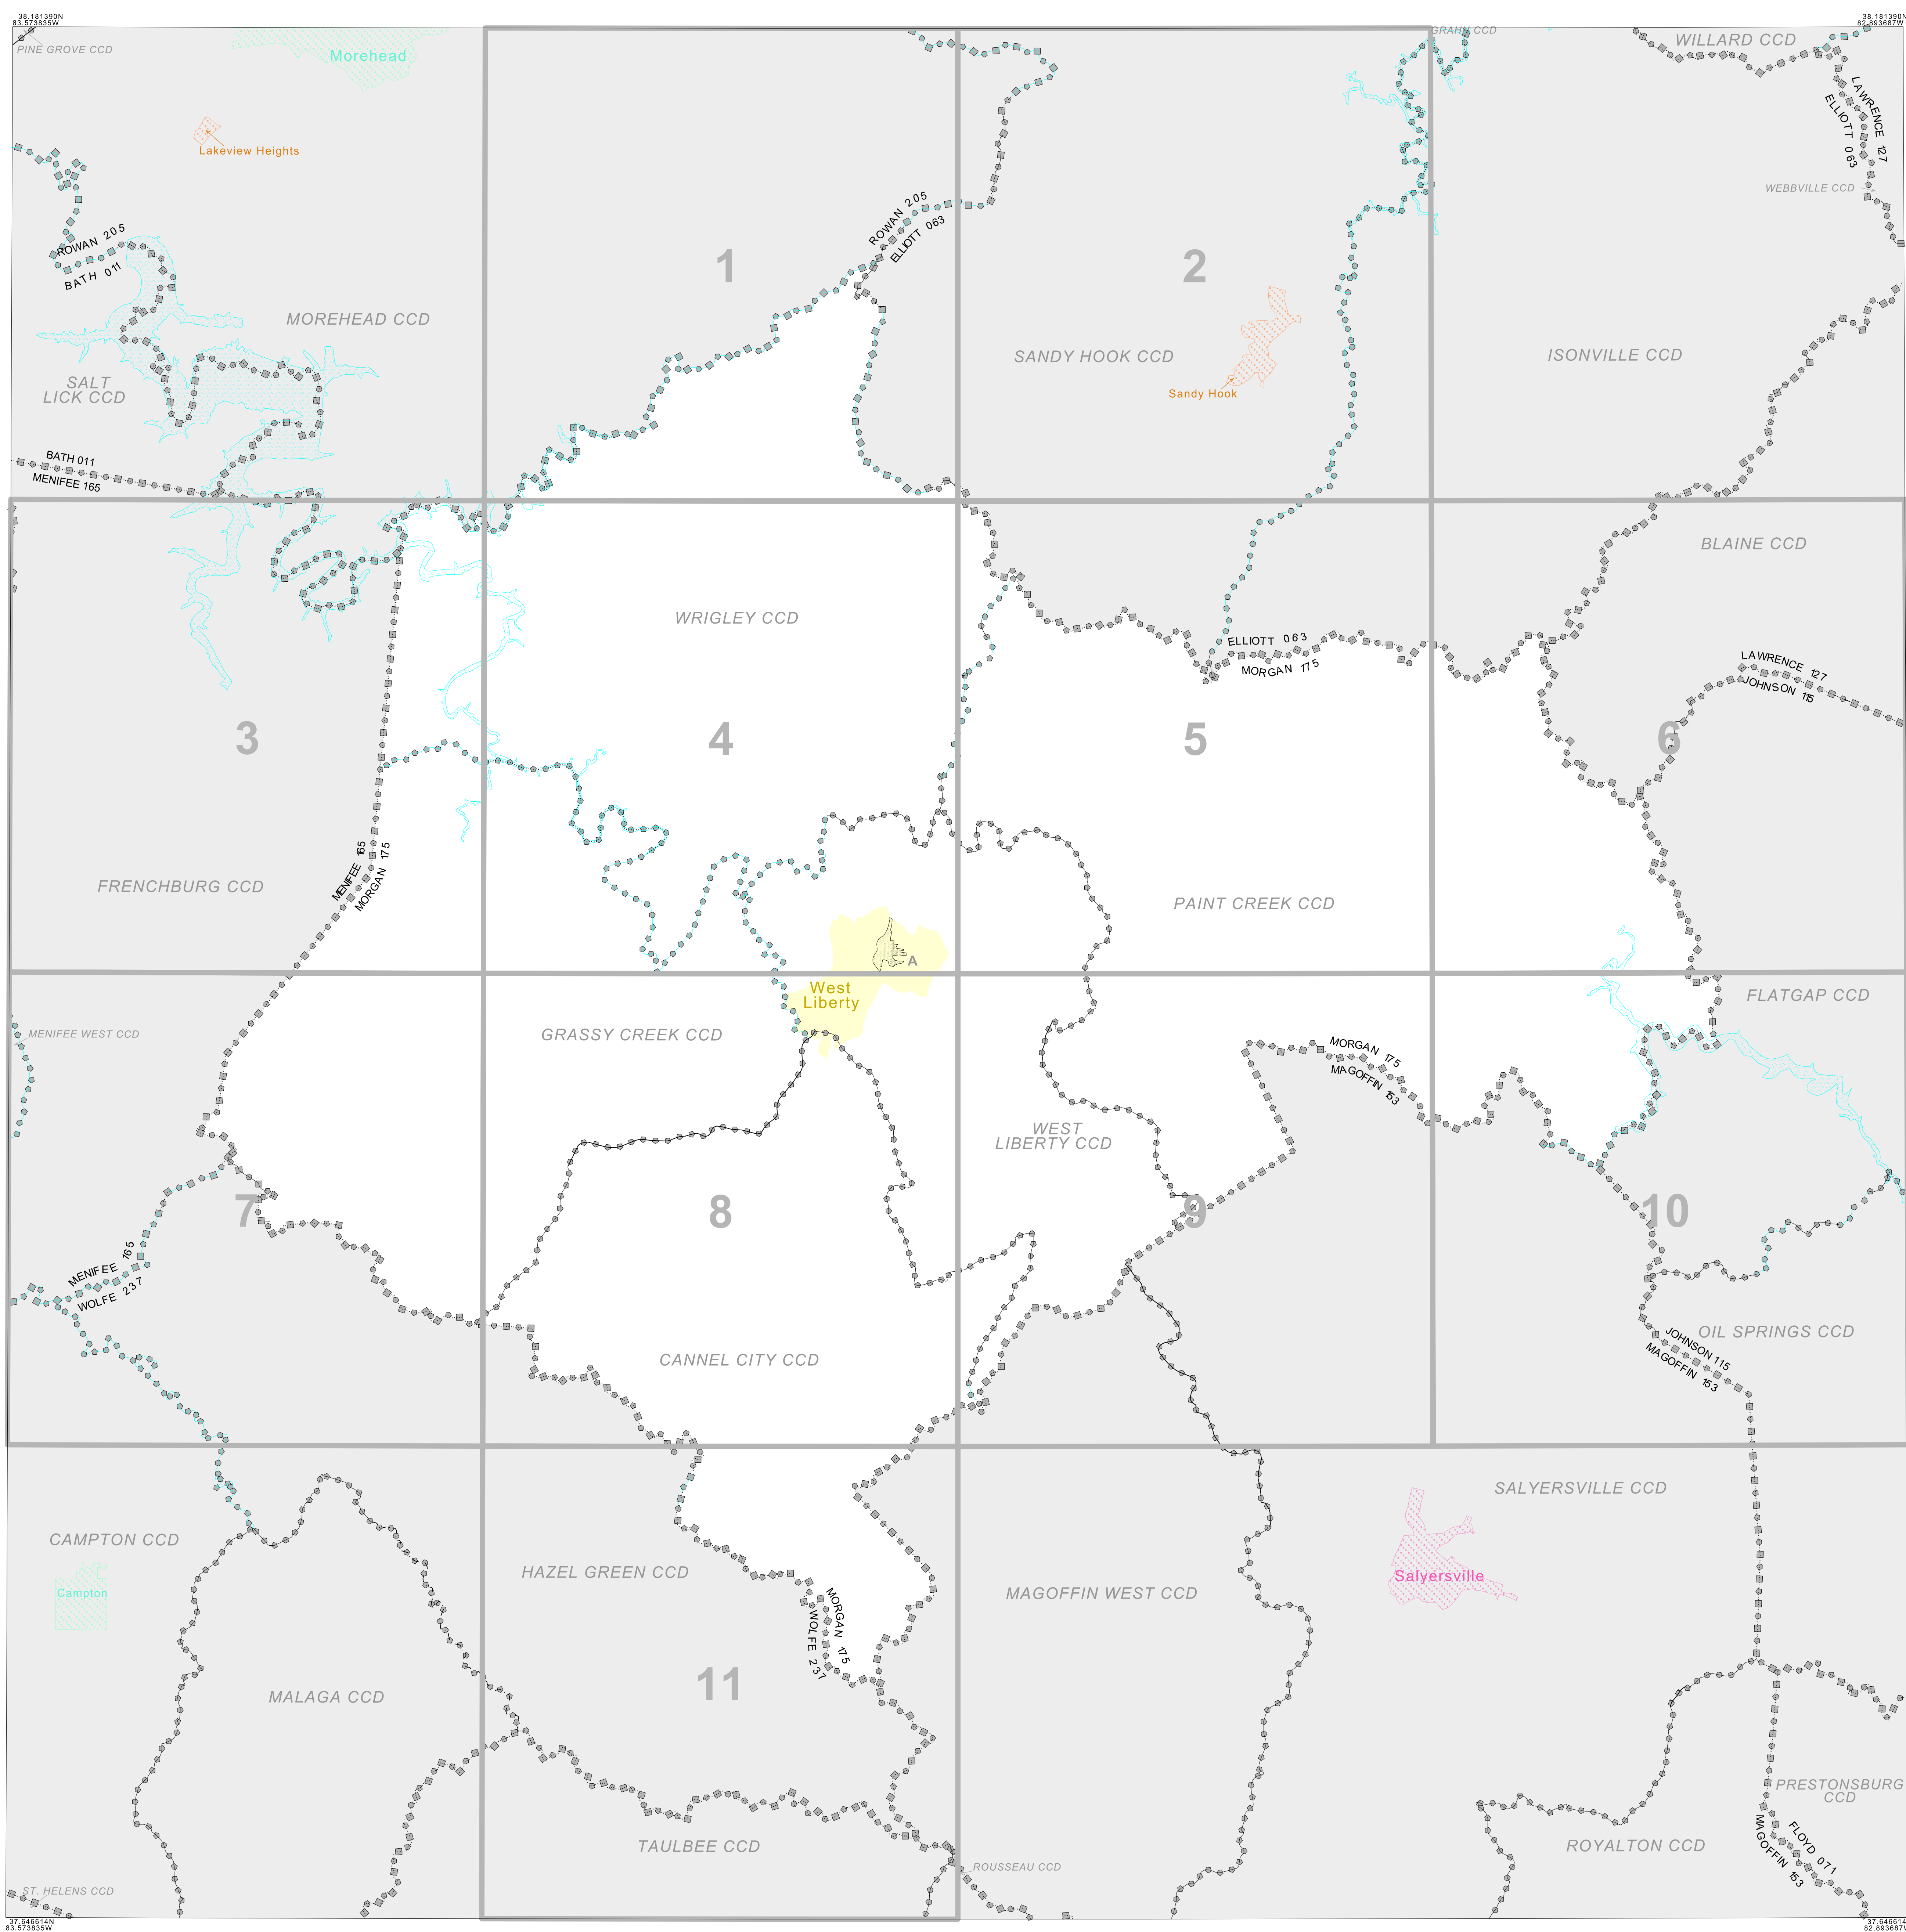 38.181390N
83.573835W
38.181390N
82.893687W
PINE GROVE CCD
Morehead
GRAHN CCD
WILLARD CCD
LAWRENCE 127
ELLIOTT 063
Lakeview Heights
WEBBVILLE CCD
ROWAN 205
BATH 011
ROWAN 205
ELLIOTT 063
1
2
MOREHEAD CCD
SANDY HOOK CCD
ISONVILLE CCD
SALT
LICK CCD
Sandy Hook
BATH 011
MENIFEE 165
BLAINE CCD
WRIGLEY CCD
ELLIOTT 063
MORGAN 175
LAWRENCE 127
JOHNSON 115
3
4
5
6
MENIFEE 165
MORGAN 175
FRENCHBURG CCD
PAINT CREEK CCD
A
West
Liberty
FLATGAP CCD
MENIFEE WEST CCD
GRASSY CREEK CCD
MORGAN 175
MAGOFFIN 153
WEST
LIBERTY CCD
7
8
9
10
MENIFEE 165
WOLFE 237
OIL SPRINGS CCD
JOHNSON 115
MAGOFFIN 153
CANNEL CITY CCD
SALYERSVILLE CCD
CAMPTON CCD
HAZEL GREEN CCD
Campton
MAGOFFIN WEST CCD
Salyersville
MORGAN 175
WOLFE 237
11
MALAGA CCD
PRESTONSBURG
CCD
TAULBEE CCD
ROYALTON CCD
FLOYD 071
MAGOFFIN 153
ROUSSEAU CCD
ST. HELENS CCD
37.646614N
83.573835W
37.646614
82.893687W